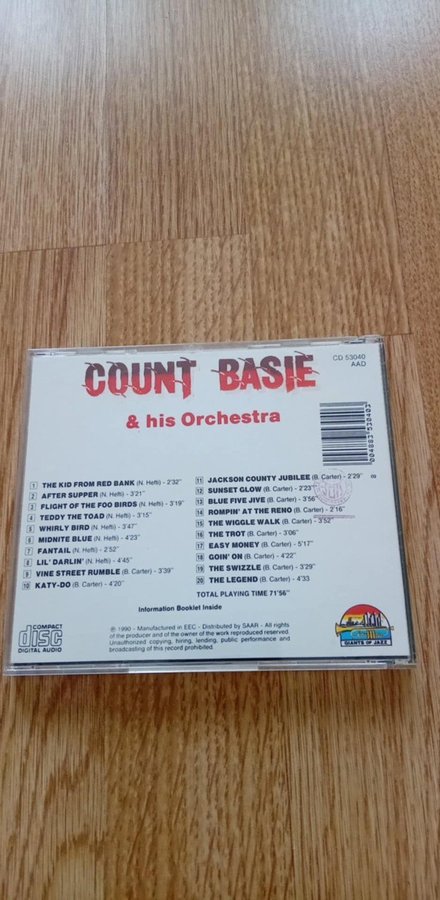 COUNT BASIE
& his Orchestra
CD 53040
AAD
004883 530403
8
1 THE KID FROM RED BANK (N. Hefti) - 2'32"
2 AFTER SUPPER (N. Hefti) - 3'21"
3 FLIGHT OF THE FOO BIRDS (N. Hefti) - 3'19"
4 TEDDY THE TOAD (N. Hefti) - 3'15"
5 WHIRLY BIRD (N. Hefti) - 3'47"
6 MIDNITE BLUE (N. Hefti) - 4'23"
7 FANTAIL (N. Hefti) - 2'52"
8 LIL' DARLIN' (N. Hefti) - 4'45"
9 VINE STREET RUMBLE (B. Carter) - 3'39"
10 KATY-DO (B. Carter) - 4'20"
11 JACKSON COUNTY JUBILEE (B. Carter) - 2'29"
12 SUNSET GLOW (B. Carter) - 2'23"
13 BLUE FIVE JIVE (B. Carter) - 3'56"
14 ROMPIN' AT THE RENO (B. Carter) - 2'16"
15 THE WIGGLE WALK (B. Carter) - 3'52"
16 THE TROT (B. Carter) - 3'06"
17 EASY MONEY (B. Carter) - 5'17"
18 GOIN' ON (B. Carter) - 4'22"
19 THE SWIZZLE (B. Carter) - 3'29"
20 THE LEGEND (B. Carter) - 4'33
TOTAL PLAYING TIME 71'56"
Information Booklet Inside
COMPACT
disc
DIGITAL AUDIO
℗ 1990 - Manufactured in EEC - Distributed by SAAR - All rights
of the producer and of the owner of the work reproduced reserved.
Unauthorized copying, hiring, lending, public performance and
broadcasting of this record prohibited.
GIANTS OF JAZZ